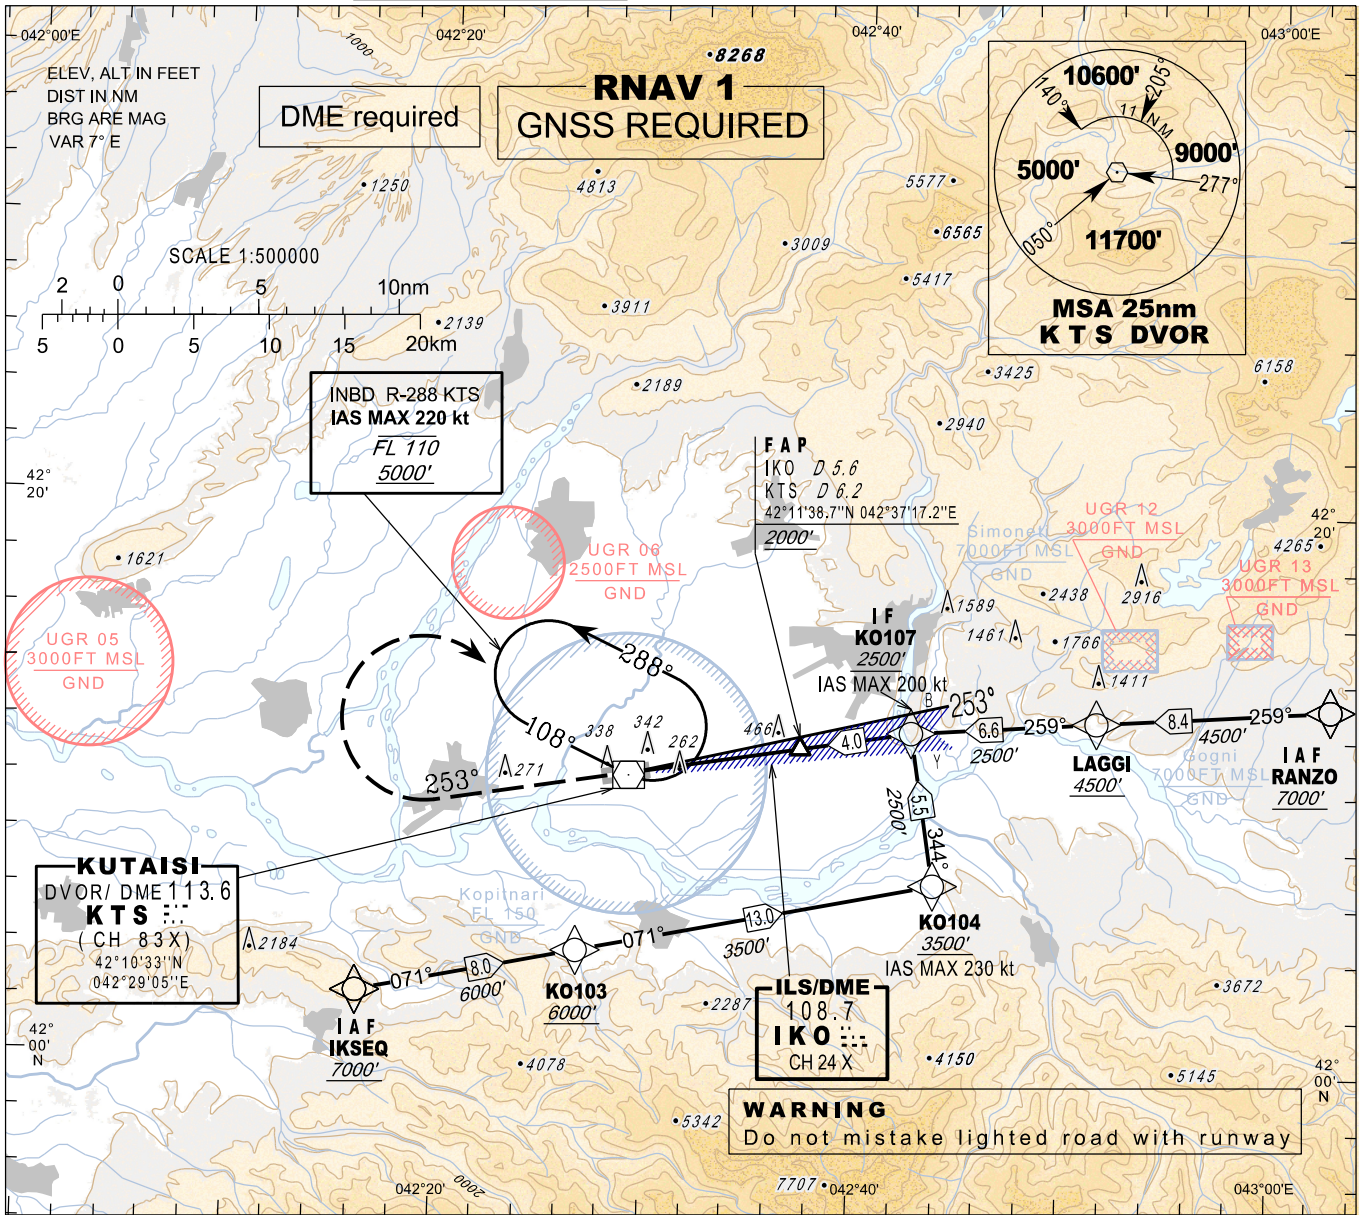 042°00'E
042°20'
042°40'
043°00'E
ELEV, ALT IN FEET
DIST IN NM
BRG ARE MAG
VAR 7° E
DME required
RNAV 1
GNSS REQUIRED
1000
8268
1250
4813
3009
5577
6565
5417
3911
2139
2189
3425
2940
6158
SCALE 1:500000
2 0 5 10nm
5 0 5 10 15 20km
10600'
140°
205°
11 NM
5000'
9000'
277°
050°
11700'
MSA 25nm
KTS DVOR
INBD R-288 KTS
IAS MAX 220 kt
FL 110
5000'
FAP
IKO D 5.6
KTS D 6.2
42°11'38.7"N 042°37'17.2"E
2000'
42°
20'
42°
20'
1621
UGR 05
3000FT MSL
GND
UGR 06
2500FT MSL
GND
Simoneti
7000FT MSL
GND
UGR 12
3000FT MSL
GND
UGR 13
3000FT MSL
GND
4265
2438
2916
1589
1461
1766
1411
IF
KO107
2500'
IAS MAX 200 kt
B
253°
Y
288°
108°
253°
338
342
262
466
271
4.0
6.6
259°
2500'
8.4
259°
4500'
LAGGI
4500'
Gogni
7000FT MSL
GND
IAF
RANZO
7000'
5.5
2500'
344°
KO104
3500'
IAS MAX 230 kt
KUTAISI
DVOR/ DME 113.6
KTS
(CH 83X)
42°10'33"N
042°29'05"E
2184
Kopitnari
FL 150
GND
071°
8.0
6000'
071°
13.0
3500'
KO103
6000'
IAF
IKSEQ
7000'
ILS/DME
108.7
IKO
CH 24 X
2287
3672
4078
4150
5145
5342
7707
42°
00'
N
42°
00'
N
WARNING
Do not mistake lighted road with runway
2000
042°20'
042°40'
043°00'E